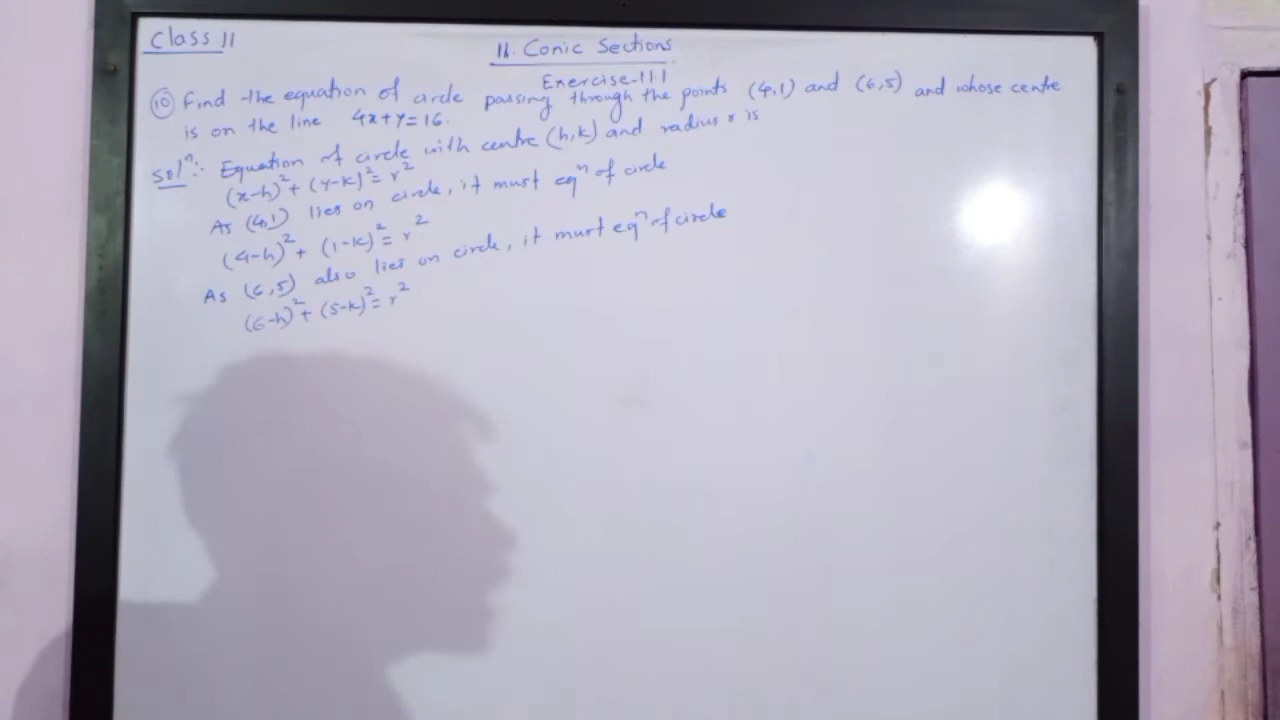 Class 11
11. Conic Sections
Exercise-11.1
(10) Find the equation of circle passing through the points (4,1) and (6,5) and whose centre
is on the line 4x+y=16.
Solⁿ:- Equation of circle with centre (h,k) and radius r is
(x-h)²+(y-k)²=r²
As (4,1) lies on circle, it must eqⁿ of circle
(4-h)²+(1-k)²=r²
As (6,5) also lies on circle, it must eqⁿ of circle
(6-h)²+(5-k)²=r²